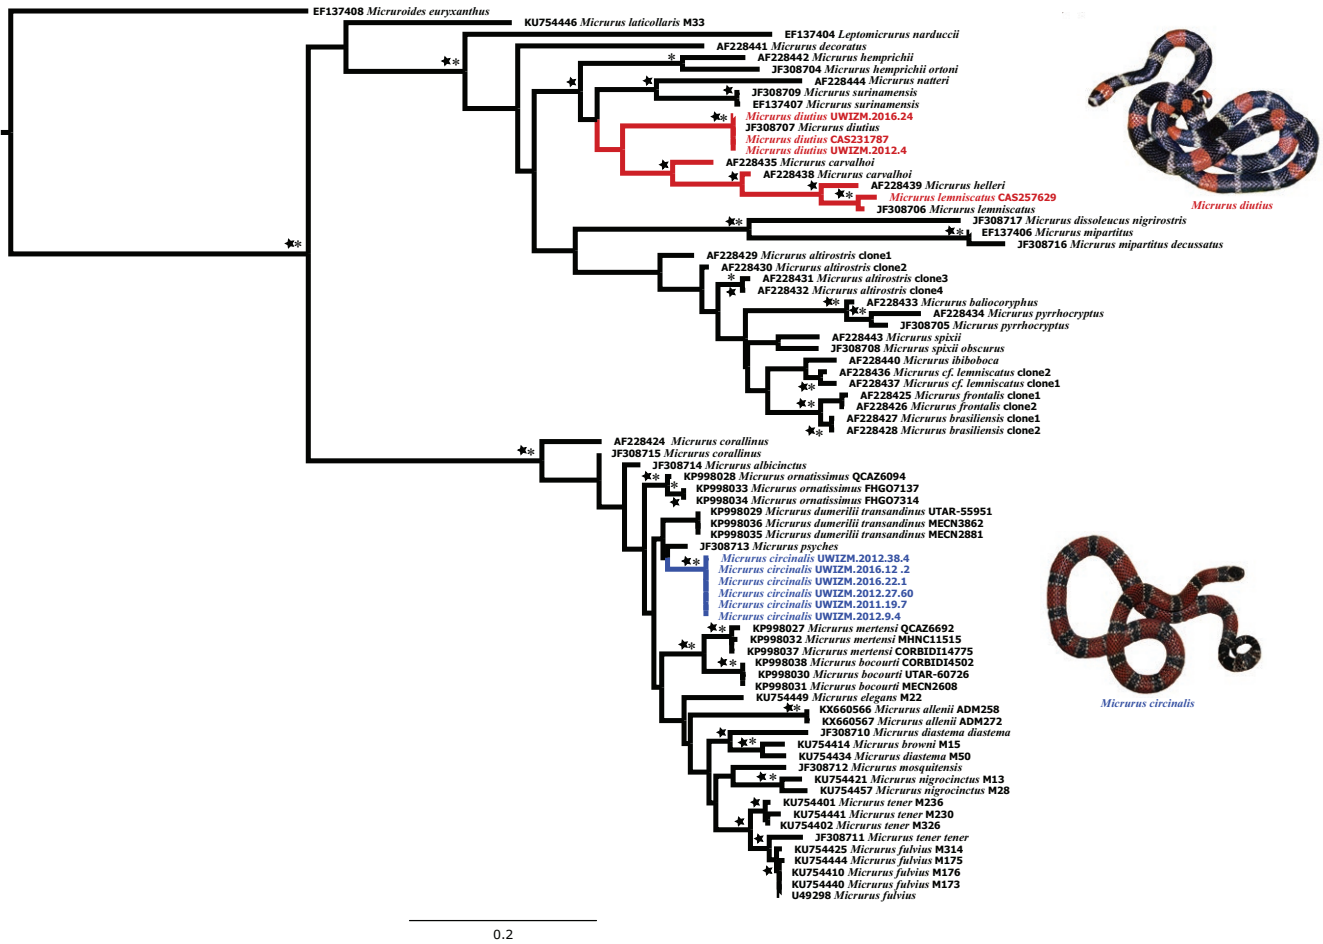 EF137408 Micruroides euryxanthus
KU754446 Micrurus laticollaris M33
EF137404 Leptomicrurus narduccii
AF228441 Micrurus decoratus
AF228442 Micrurus hemprichii
JF308704 Micrurus hemprichii ortoni
AF228444 Micrurus natteri
JF308709 Micrurus surinamensis
EF137407 Micrurus surinamensis
Micrurus diutius UWIZM.2016.24
JF308707 Micrurus diutius
Micrurus diutius CAS231787
Micrurus diutius UWIZM.2012.4
AF228435 Micrurus carvalhoi
AF228438 Micrurus carvalhoi
AF228439 Micrurus helleri
Micrurus lemniscatus CAS257629
JF308706 Micrurus lemniscatus
Micrurus diutius
JF308717 Micrurus dissoleucus nigrirostris
EF137406 Micrurus mipartitus
JF308716 Micrurus mipartitus decussatus
AF228429 Micrurus altirostris clone1
AF228430 Micrurus altirostris clone2
AF228431 Micrurus altirostris clone3
AF228432 Micrurus altirostris clone4
AF228433 Micrurus baliocoryphus
AF228434 Micrurus pyrrhocryptus
JF308705 Micrurus pyrrhocryptus
AF228443 Micrurus spixii
JF308708 Micrurus spixii obscurus
AF228440 Micrurus ibiboboca
AF228436 Micrurus cf. lemniscatus clone2
AF228437 Micrurus cf. lemniscatus clone1
AF228425 Micrurus frontalis clone1
AF228426 Micrurus frontalis clone2
AF228427 Micrurus brasiliensis clone1
AF228428 Micrurus brasiliensis clone2
AF228424 Micrurus corallinus
JF308715 Micrurus corallinus
JF308714 Micrurus albicinctus
KP998028 Micrurus ornatissimus QCAZ6094
KP998033 Micrurus ornatissimus FHGO7137
KP998034 Micrurus ornatissimus FHGO7314
KP998029 Micrurus dumerilii transandinus UTAR-55951
KP998036 Micrurus dumerilii transandinus MECN3862
KP998035 Micrurus dumerilii transandinus MECN2881
JF308713 Micrurus psyches
Micrurus circinalis UWIZM.2012.38.4
Micrurus circinalis UWIZM.2016.12 .2
Micrurus circinalis UWIZM.2016.22.1
Micrurus circinalis UWIZM.2012.27.60
Micrurus circinalis UWIZM.2011.19.7
Micrurus circinalis UWIZM.2012.9.4
KP998027 Micrurus mertensi QCAZ6692
KP998032 Micrurus mertensi MHNC11515
KP998037 Micrurus mertensi CORBIDI14775
KP998038 Micrurus bocourti CORBIDI4502
KP998030 Micrurus bocourti UTAR-60726
KP998031 Micrurus bocourti MECN2608
KU754449 Micrurus elegans M22
Micrurus circinalis
KX660566 Micrurus allenii ADM258
KX660567 Micrurus allenii ADM272
JF308710 Micrurus diastema diastema
KU754414 Micrurus browni M15
KU754434 Micrurus diastema M50
JF308712 Micrurus mosquitensis
KU754421 Micrurus nigrocinctus M13
KU754457 Micrurus nigrocinctus M28
KU754401 Micrurus tener M236
KU754441 Micrurus tener M230
KU754402 Micrurus tener M326
JF308711 Micrurus tener tener
KU754425 Micrurus fulvius M314
KU754444 Micrurus fulvius M175
KU754410 Micrurus fulvius M176
KU754440 Micrurus fulvius M173
U49298 Micrurus fulvius
0.2